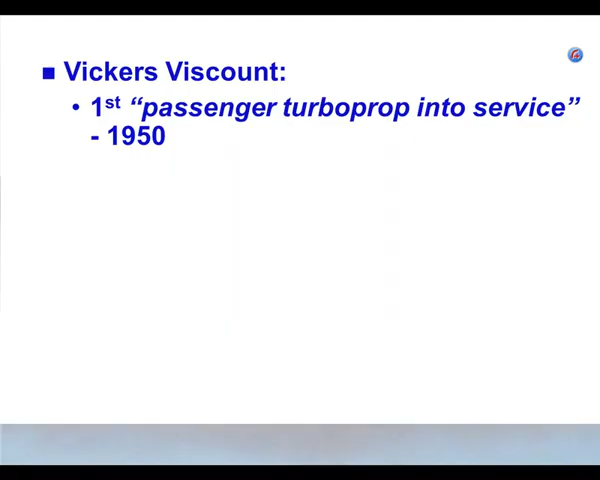 Vickers Viscount:
1st “passenger turboprop into service”
- 1950